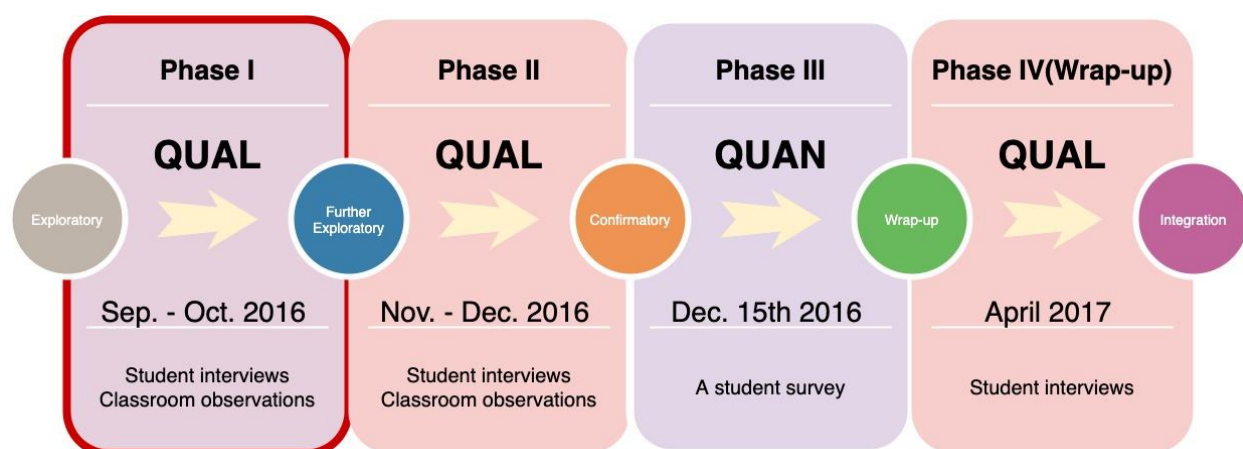 Phase I
QUAL
Exploratory
Sep. - Oct. 2016
Student interviews
Classroom observations
Phase II
QUAL
Further
Exploratory
Nov. - Dec. 2016
Student interviews
Classroom observations
Phase III
QUAN
Confirmatory
Dec. 15th 2016
A student survey
Phase IV(Wrap-up)
QUAL
Wrap-up
April 2017
Student interviews
Integration